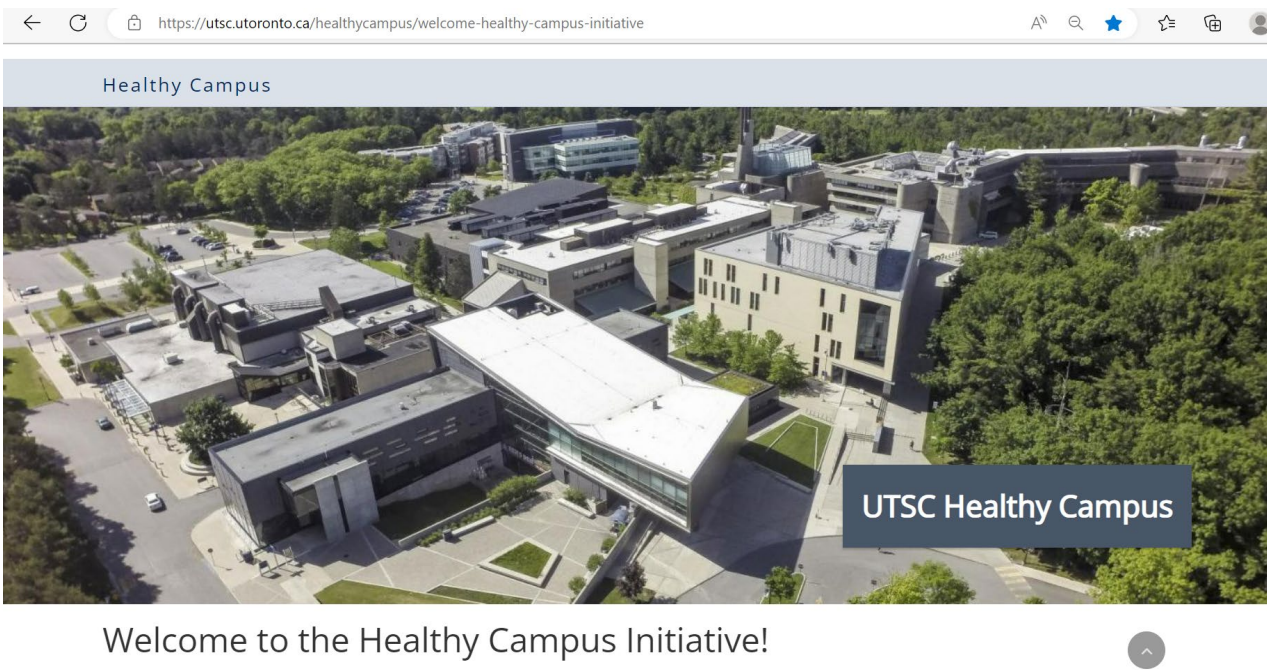 https://utsc.utoronto.ca/healthycampus/welcome-healthy-campus-initiative
Healthy Campus
UTSC Healthy Campus
Welcome to the Healthy Campus Initiative!